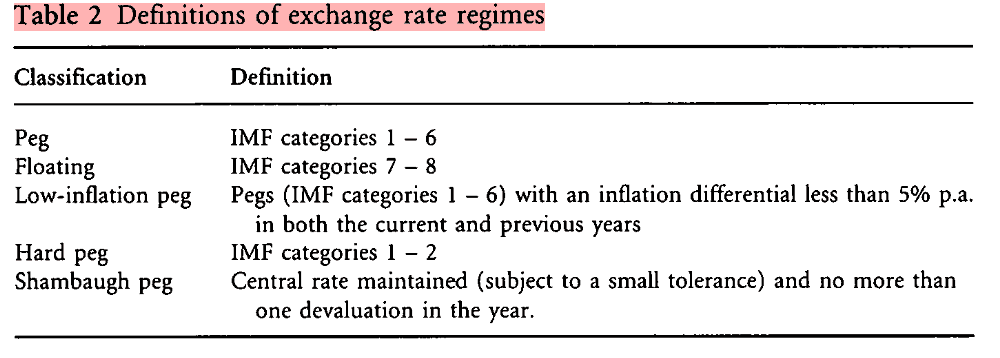 Table 2 Definitions of exchange rate regimes
Classification Definition
Peg IMF categories 1 – 6
Floating IMF categories 7 – 8
Low-inflation peg Pegs (IMF categories 1 – 6) with an inflation differential less than 5% p.a.
in both the current and previous years
Hard peg IMF categories 1 – 2
Shambaugh peg Central rate maintained (subject to a small tolerance) and no more than
one devaluation in the year.